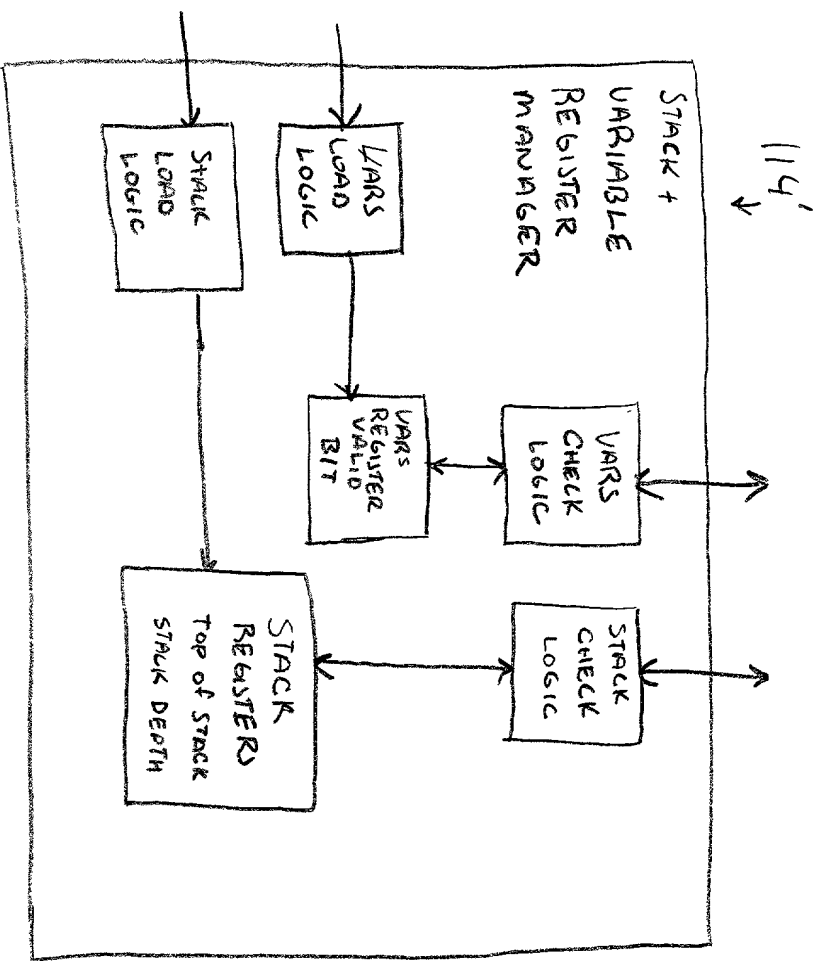 114'
STACK +
VARIABLE
REGISTER
MANAGER
VARS
LOAD
LOGIC
STACK
LOAD
LOGIC
VARS
CHECK
LOGIC
VARS
REGISTER
VALID
BIT
STACK
CHECK
LOGIC
STACK
REGISTERS
TOP of STACK
STACK DEPTH